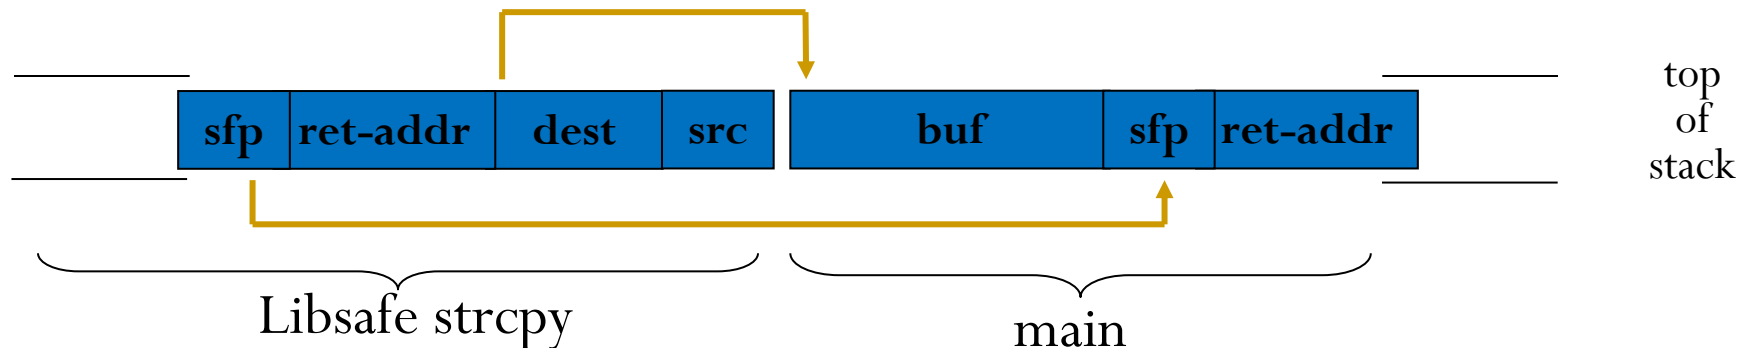 sfp ret-addr dest src buf sfp ret-addr
top
of
stack
Libsafe strcpy
main